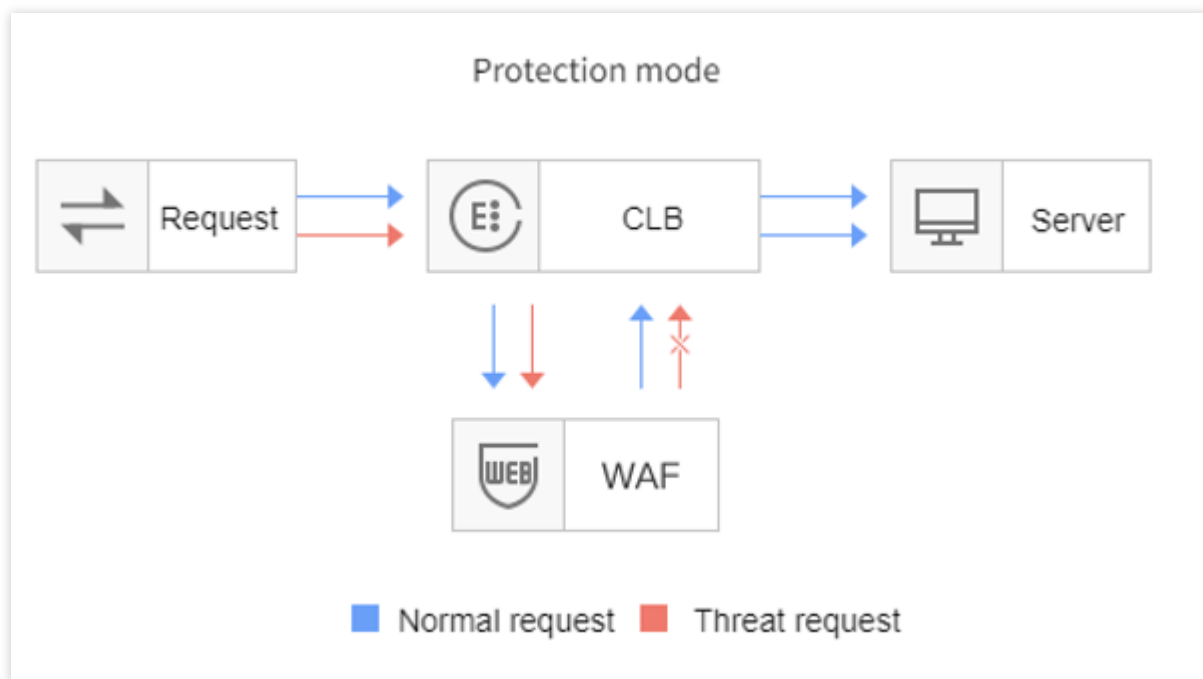 Protection mode
Request
E
CLB
Server
WEB
WAF
Normal request
Threat request